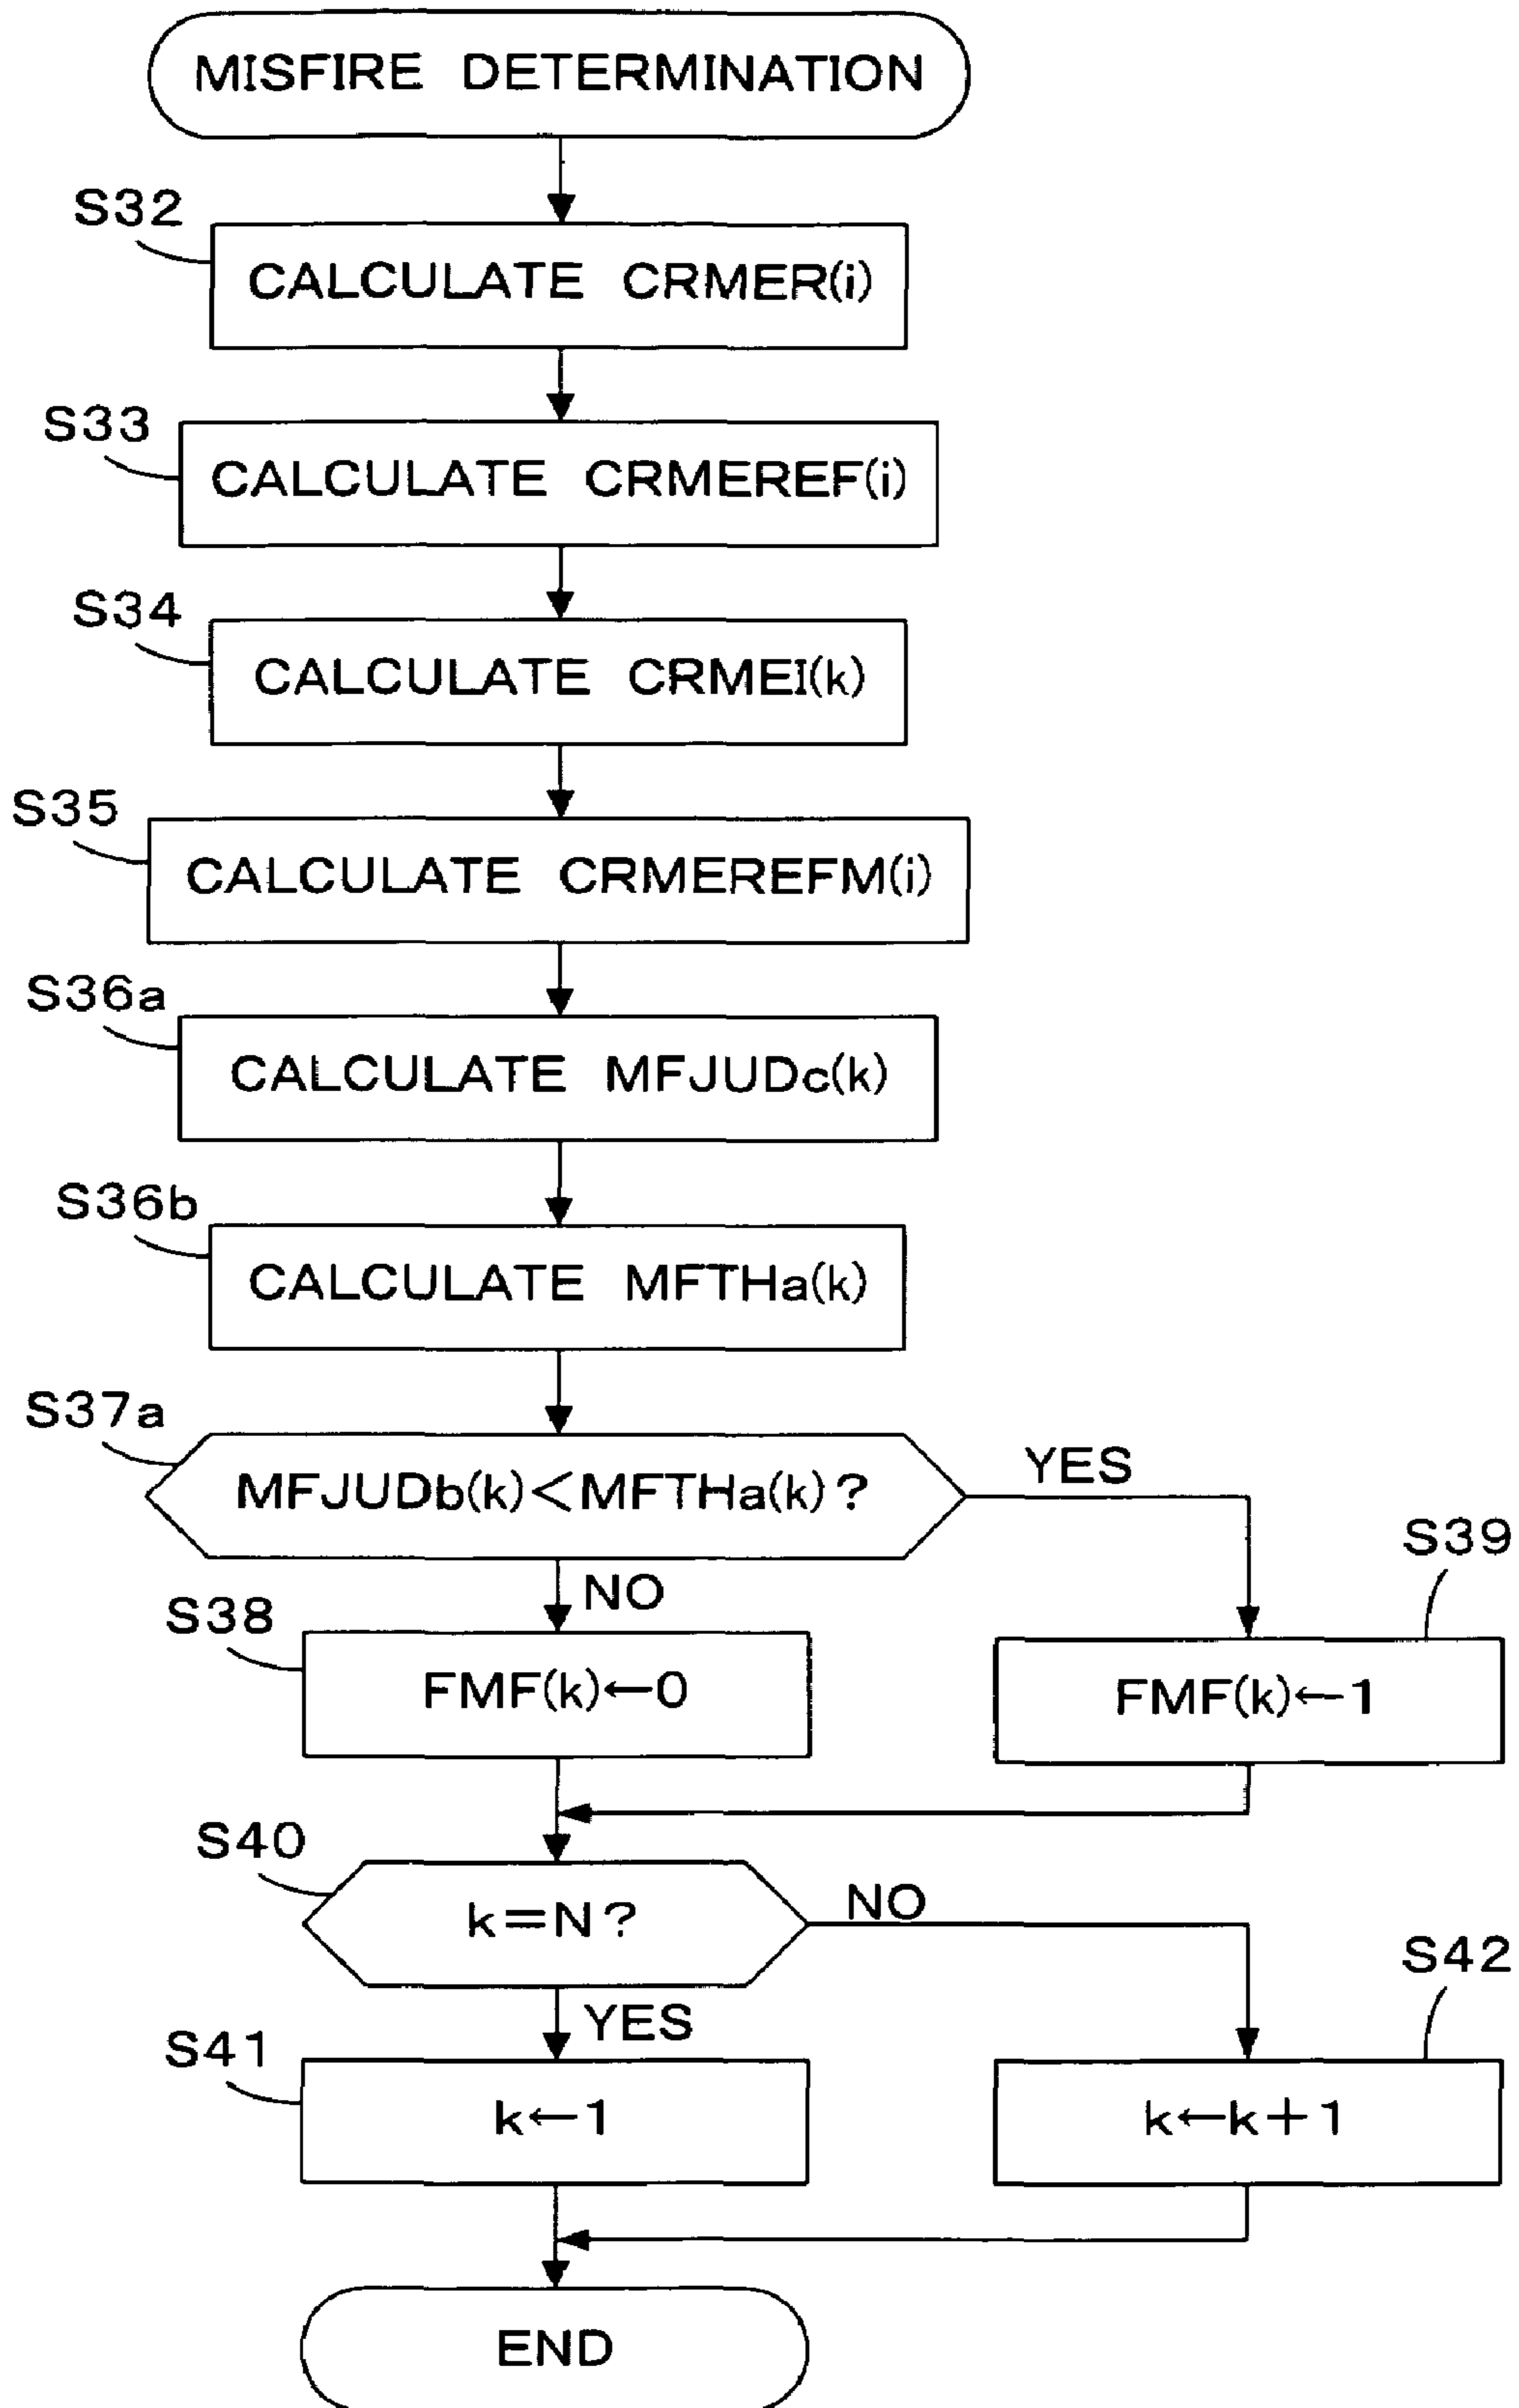 MISFIRE DETERMINATION
S32
CALCULATE CRMER(i)
S33
CALCULATE CRMEREF(i)
S34
CALCULATE CRMEI(k)
S35
CALCULATE CRMEREFM(i)
S36a
CALCULATE MFJUDc(k)
S36b
CALCULATE MFTHa(k)
S37a
MFJUDb(k)<MFTHa(k)?
YES
S39
NO
S38
FMF(k)←0
FMF(k)←1
S40
k=N?
NO
S42
YES
S41
k←1
k←k+1
END